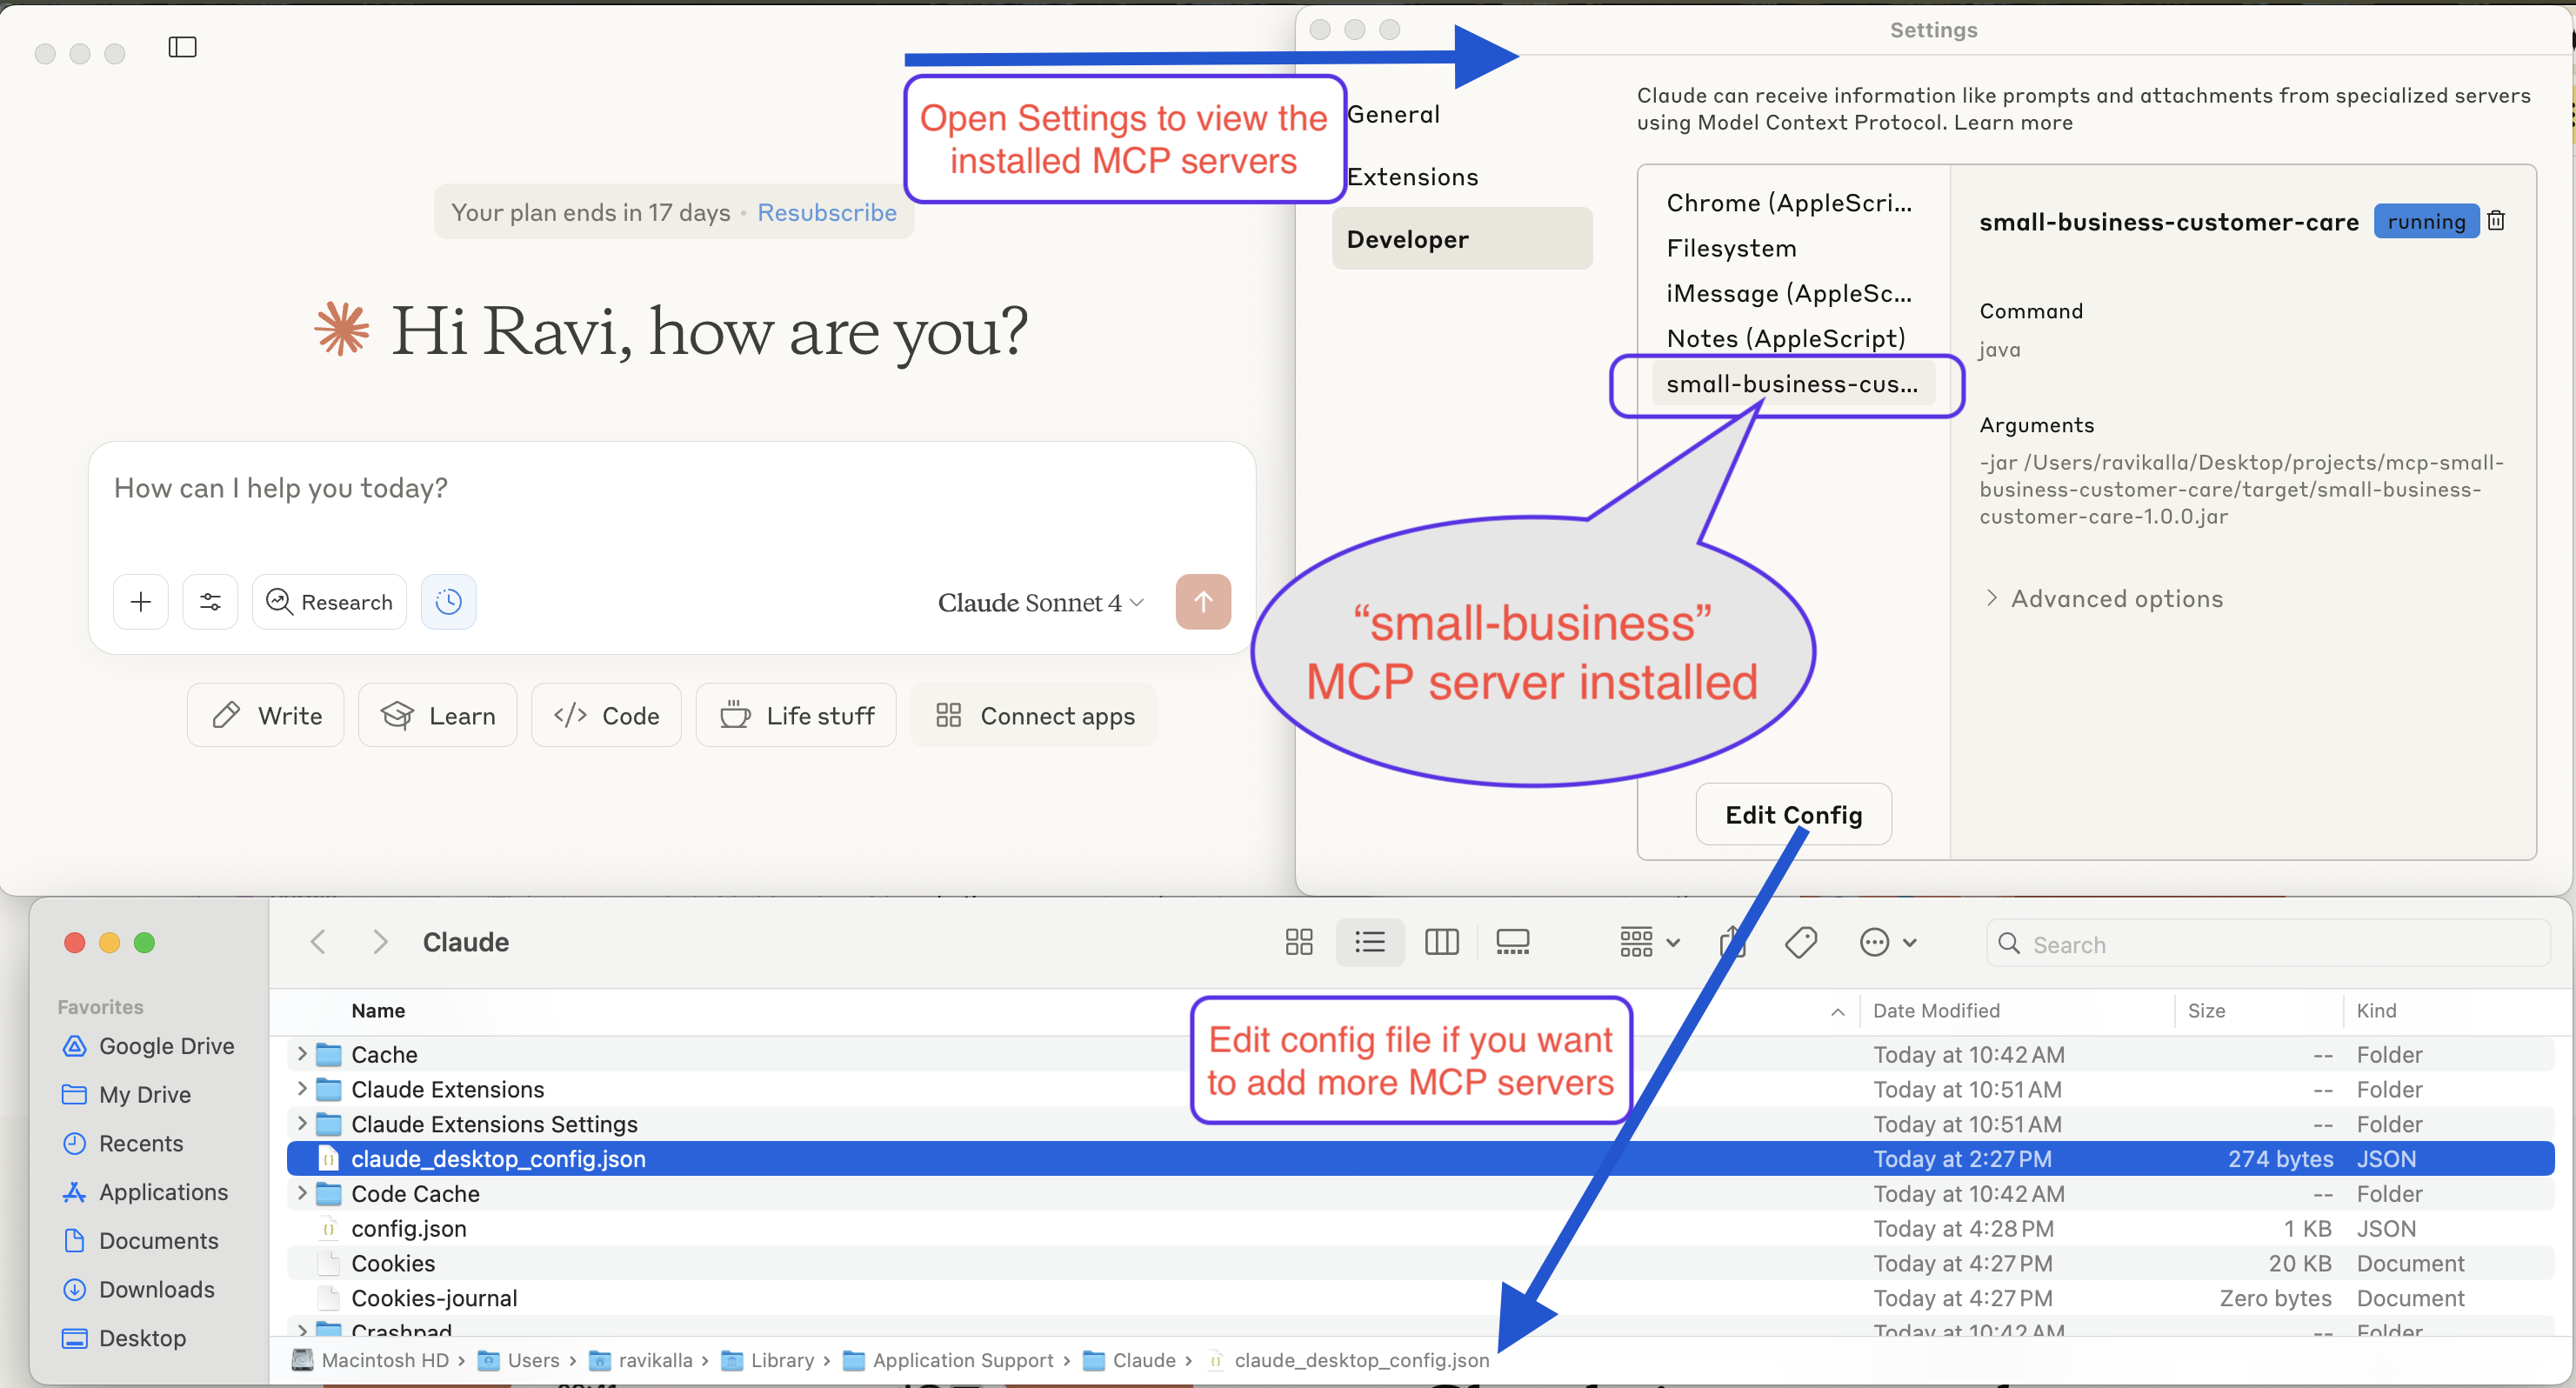 Your plan ends in 17 days • Resubscribe
Hi Ravi, how are you?
How can I help you today?
Research
Claude Sonnet 4
Write
Learn
Code
Life stuff
Connect apps
Open Settings to view the
installed MCP servers
Settings
General
Extensions
Developer
Claude can receive information like prompts and attachments from specialized servers
using Model Context Protocol. Learn more
Chrome (AppleScri...
Filesystem
iMessage (AppleSc...
Notes (AppleScript)
small-business-cus...
Edit Config
small-business-customer-care
running
Command
java
Arguments
-jar /Users/ravikalla/Desktop/projects/mcp-small-
business-customer-care/target/small-business-
customer-care-1.0.0.jar
Advanced options
“small-business”
MCP server installed
Claude
Search
Favorites
Google Drive
My Drive
Recents
Applications
Documents
Downloads
Desktop
Name Date Modified Size Kind
Cache Today at 10:42 AM -- Folder
Claude Extensions Today at 10:51 AM -- Folder
Claude Extensions Settings Today at 10:51 AM -- Folder
claude_desktop_config.json Today at 2:27 PM 274 bytes JSON
Code Cache Today at 10:42 AM -- Folder
config.json Today at 4:28 PM 1 KB JSON
Cookies Today at 4:27 PM 20 KB Document
Cookies-journal Today at 4:27 PM Zero bytes Document
Crashpad Today at 10:42 AM -- Folder
Edit config file if you want
to add more MCP servers
Macintosh HD › Users › ravikalla › Library › Application Support › Claude › claude_desktop_config.json